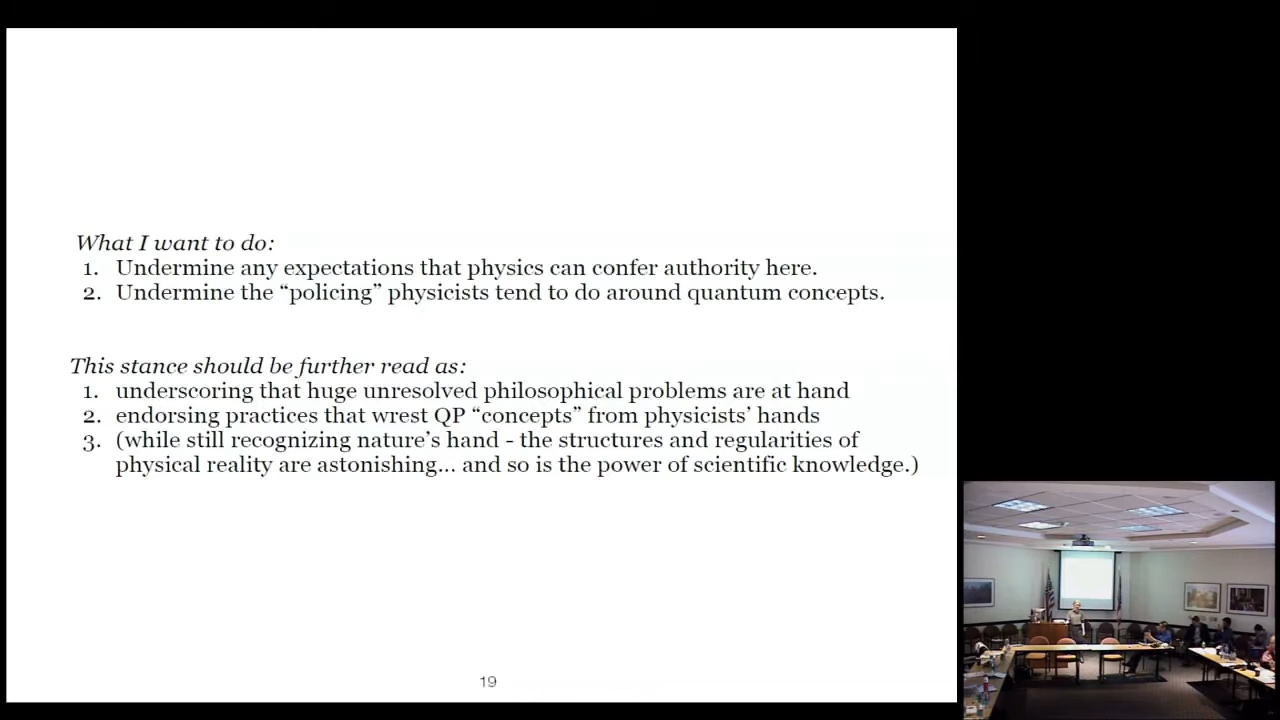 What I want to do:
1. Undermine any expectations that physics can confer authority here.
2. Undermine the “policing” physicists tend to do around quantum concepts.
This stance should be further read as:
1. underscoring that huge unresolved philosophical problems are at hand
2. endorsing practices that wrest QP “concepts” from physicists’ hands
3. (while still recognizing nature’s hand - the structures and regularities of
physical reality are astonishing... and so is the power of scientific knowledge.)
19